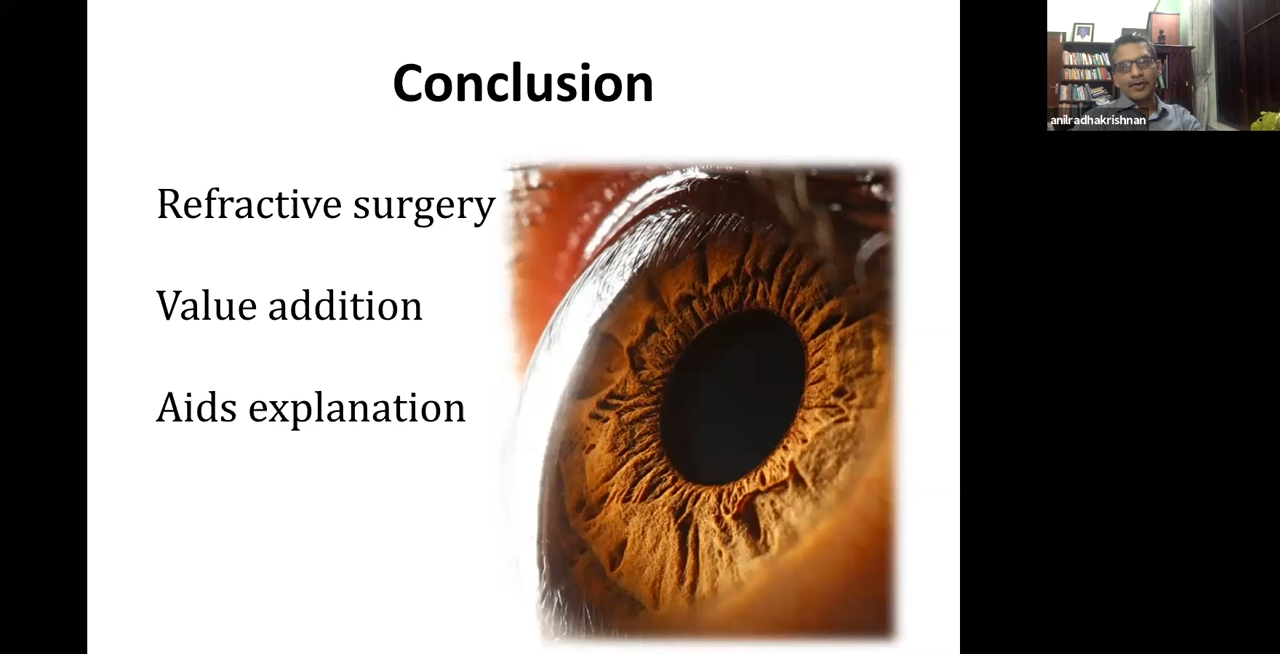 Conclusion
Refractive surgery
Value addition
Aids explanation
anilradhakrishnan